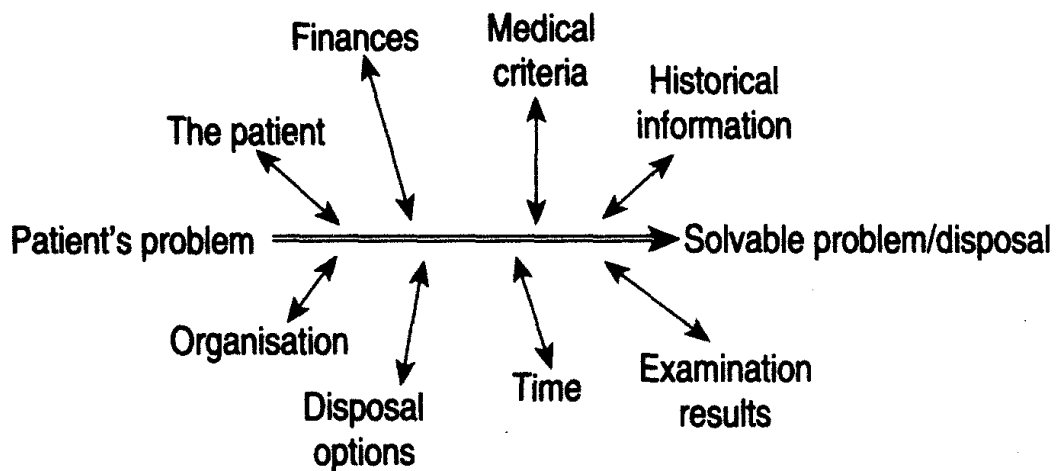 Finances
Medical
criteria
Historical
information
The patient
Patient's problem
Solvable problem/disposal
Organisation
Disposal
options
Time
Examination
results